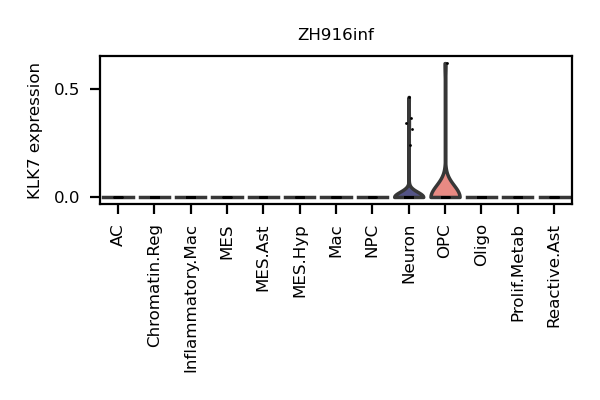 ZH916inf
KLK7 expression
0.5
0.0
AC
Chromatin.Reg
Inflammatory.Mac
MES
MES.Ast
MES.Hyp
Mac
NPC
Neuron
OPC
Oligo
Prolif.Metab
Reactive.Ast